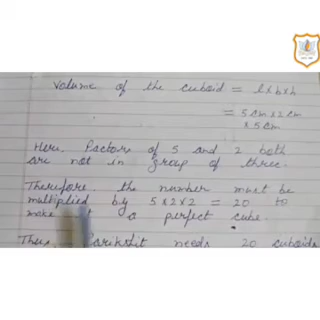 Volume of the cuboid = l x b x h
= 5 cm x 2 cm
x 5 cm
Here, Factors of 5 and 2 both
are not in group of three.
Therefore, the number must be
multiplied by 5 x 2 x 2 = 20 to
make a perfect cube.
Thus, Parikshit needs 20 cuboids